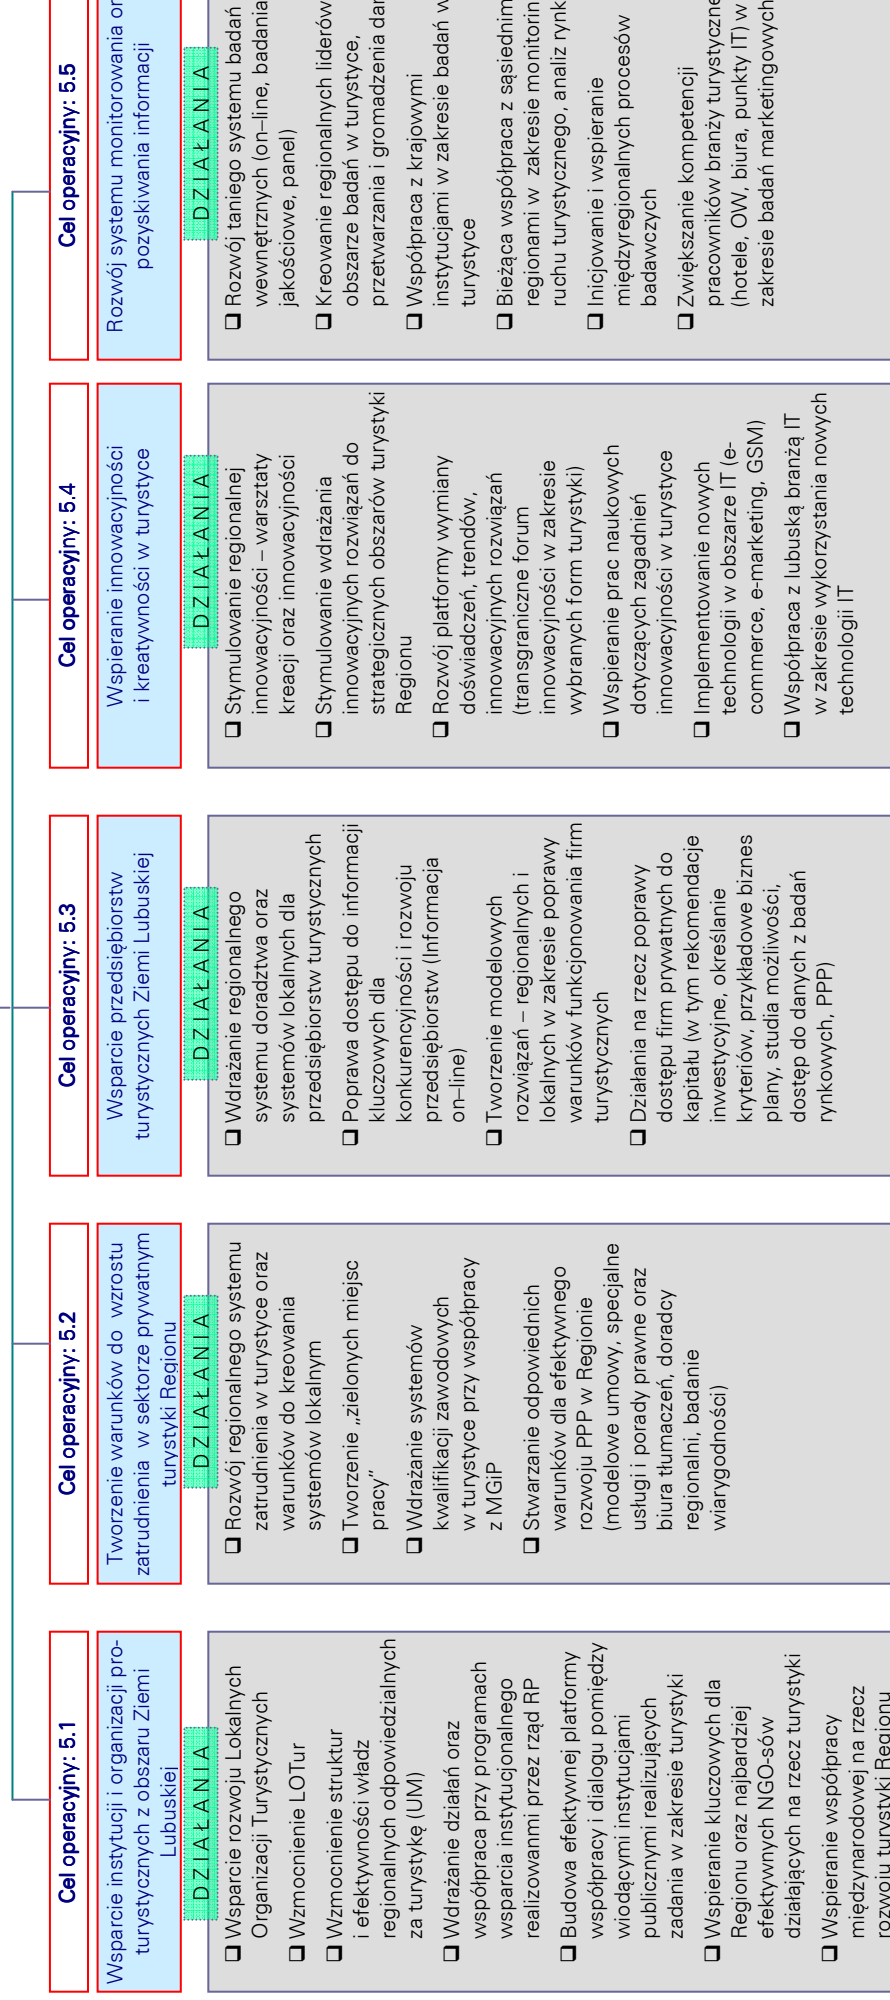 Cel operacyjny: 5.1
Wsparcie instytucji i organizacji pro-
turystycznych z obszaru Ziemi
Lubuskiej
DZIAŁANIA
❑ Wsparcie rozwoju Lokalnych
Organizacji Turystycznych
❑ Wzmocnienie LOTur
❑ Wzmocnienie struktur
i efektywności władz
regionalnych odpowiedzialnych
za turystykę (UM)
❑ Wdrażanie działań oraz
współpraca przy programach
wsparcia instytucjonalnego
realizowanmi przez rząd RP
❑ Budowa efektywnej platformy
współpracy i dialogu pomiędzy
wiodącymi instytucjami
publicznymi realizujących
zadania w zakresie turystyki
❑ Wspieranie kluczowych dla
Regionu oraz najbardziej
efektywnych NGO-sów
działających na rzecz turystyki
❑ Wspieranie współpracy
międzynarodowej na rzecz
rozwoju turystyki Regionu
Cel operacyjny: 5.2
Tworzenie warunków do wzrostu
zatrudnienia w sektorze prywatnym
turystyki Regionu
DZIAŁANIA
❑ Rozwój regionalnego systemu
zatrudnienia w turystyce oraz
warunków do kreowania
systemów lokalnym
❑ Tworzenie „zielonych miejsc
pracy”
❑ Wdrażanie systemów
kwalifikacji zawodowych
w turystyce przy współpracy
z MGiP
❑ Stwarzanie odpowiednich
warunków dla efektywnego
rozwoju PPP w Regionie
(modelowe umowy, specjalne
usługi i porady prawne oraz
biura tłumaczeń, doradcy
regionalni, badanie
wiarygodności)
Cel operacyjny: 5.3
Wsparcie przedsiębiorstw
turystycznych Ziemi Lubuskiej
DZIAŁANIA
❑ Wdrażanie regionalnego
systemu doradztwa oraz
systemów lokalnych dla
przedsiębiorstw turystycznych
❑ Poprawa dostępu do informacji
kluczowych dla
konkurencyjności i rozwoju
przedsiębiorstw (Informacja
on–line)
❑ Tworzenie modelowych
rozwiązań – regionalnych i
lokalnych w zakresie poprawy
warunków funkcjonowania firm
turystycznych
❑ Działania na rzecz poprawy
dostępu firm prywatnych do
kapitału (w tym rekomendacje
inwestycyjne, określanie
kryteriów, przykładowe biznes
plany, studia możliwości,
dostęp do danych z badań
rynkowych, PPP)
Cel operacyjny: 5.4
Wspieranie innowacyjności
i kreatywności w turystyce
DZIAŁANIA
❑ Stymulowanie regionalnej
innowacyjności – warsztaty
kreacji oraz innowacyjności
❑ Stymulowanie wdrażania
innowacyjnych rozwiązań do
strategicznych obszarów turystyki
Regionu
❑ Rozwój platformy wymiany
doświadczeń, trendów,
innowacyjnych rozwiązań
(transgraniczne forum
innowacyjności w zakresie
wybranych form turystyki)
❑ Wspieranie prac naukowych
dotyczących zagadnień
innowacyjności w turystyce
❑ Implementowanie nowych
technologii w obszarze IT (e-
commerce, e-marketing, GSM)
❑ Współpraca z lubuską branżą IT
w zakresie wykorzystania nowych
technologii IT
Cel operacyjny: 5.5
Rozwój systemu monitorowania or
pozyskiwania informacji
DZIAŁANIA
❑ Rozwój taniego systemu badań
wewnętrznych (on–line, badania
jakościowe, panel)
❑ Kreowanie regionalnych liderów
obszarze badań w turystyce,
przetwarzania i gromadzenia dan
❑ Współpraca z krajowymi
instytucjami w zakresie badań w
turystyce
❑ Bieżąca współpraca z sąsiednim
regionami w zakresie monitorin
ruchu turystycznego, analiz rynk
❑ Inicjowanie i wspieranie
międzyregionalnych procesów
badawczych
❑ Zwiększanie kompetencji
pracowników branży turystyczne
(hotele, OW, biura, punkty IT) w
zakresie badań marketingowych